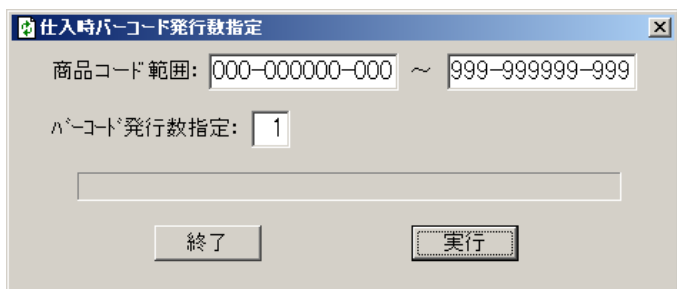 仕入時バーコード発行数指定
商品コード範囲: 000-000000-000 ～ 999-999999-999
ﾊﾞｰｺｰﾄﾞ発行数指定: 1
終了 実行